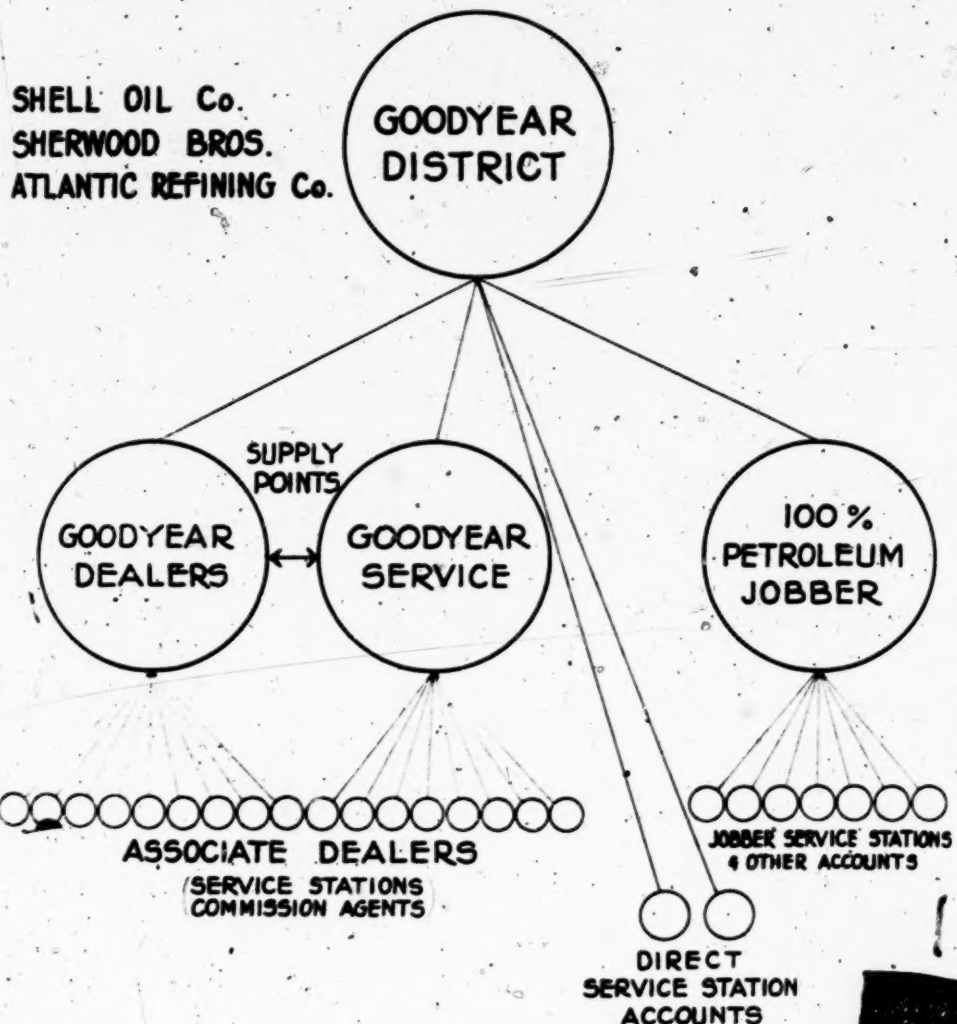 SHELL OIL Co.
SHERWOOD BROS.
ATLANTIC REFINING Co.
GOODYEAR
DISTRICT
SUPPLY
POINTS
GOODYEAR
DEALERS
GOODYEAR
SERVICE
100%
PETROLEUM
JOBBER
ASSOCIATE DEALERS
(SERVICE STATIONS
COMMISSION AGENTS)
JOBBER SERVICE STATIONS
& OTHER ACCOUNTS
DIRECT
SERVICE STATION
ACCOUNTS